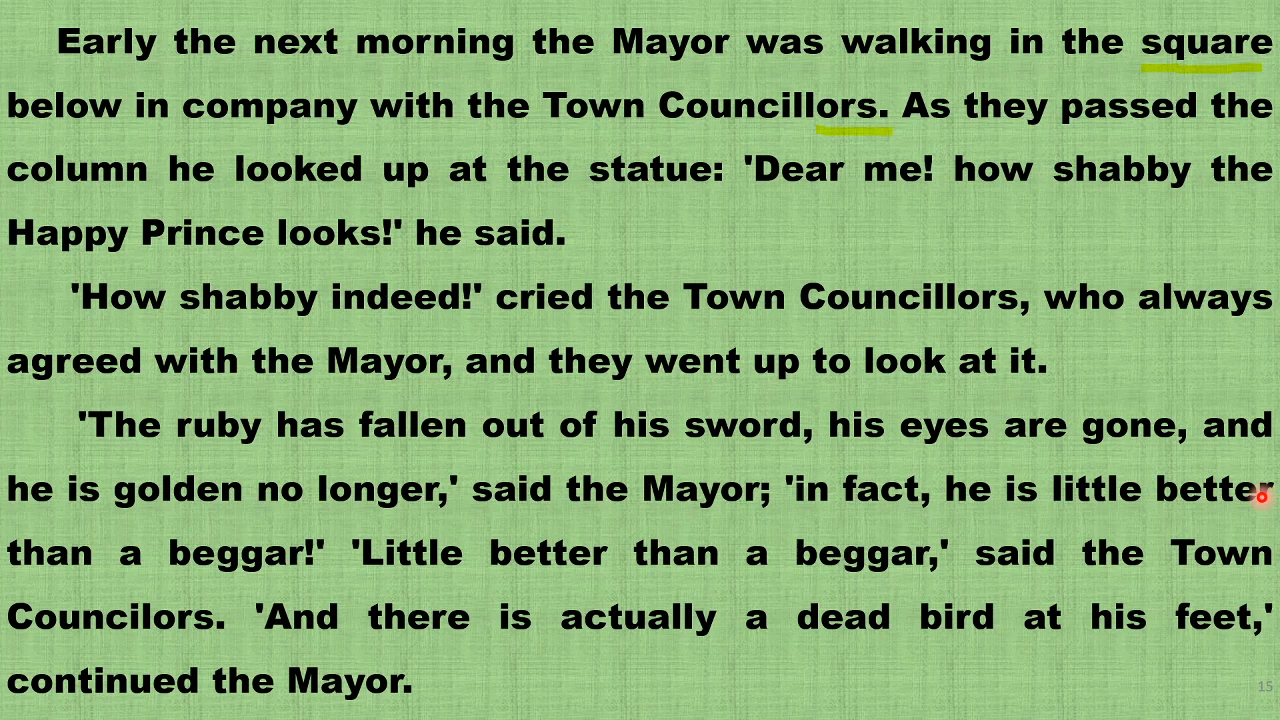 Early the next morning the Mayor was walking in the square
below in company with the Town Councillors. As they passed the
column he looked up at the statue: 'Dear me! how shabby the
Happy Prince looks!' he said.
'How shabby indeed!' cried the Town Councillors, who always
agreed with the Mayor, and they went up to look at it.
'The ruby has fallen out of his sword, his eyes are gone, and
he is golden no longer,' said the Mayor; 'in fact, he is little better
than a beggar!' 'Little better than a beggar,' said the Town
Councilors. 'And there is actually a dead bird at his feet,'
continued the Mayor.
15